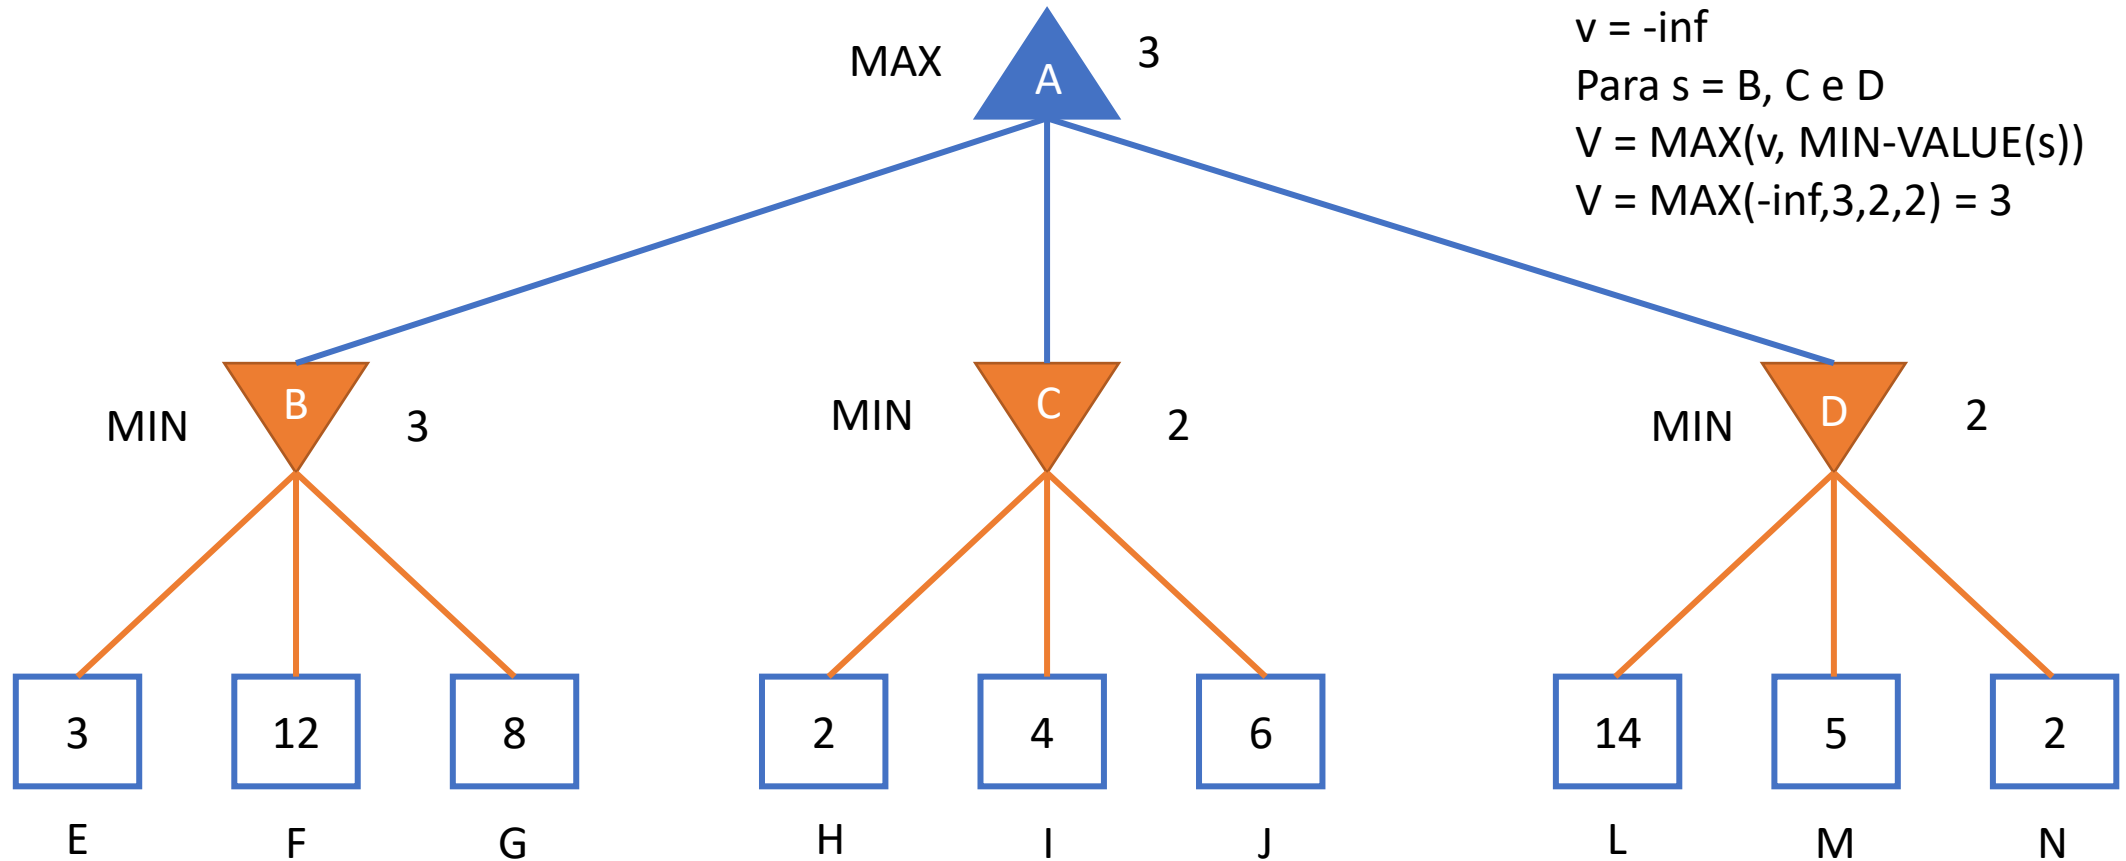 v = -inf
Para s = B, C e D
V = MAX(v, MIN-VALUE(s))
V = MAX(-inf,3,2,2) = 3
MAX A 3
MIN B 3
MIN C 2
MIN D 2
3 12 8 2 4 6 14 5 2
E F G H I J L M N